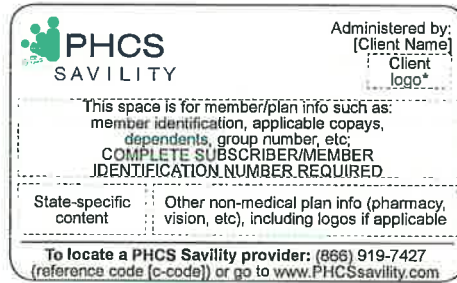 PHCS
SAVILITY
Administered by:
[Client Name]
Client
logo*
This space is for member/plan info such as:
member identification, applicable copays,
dependents, group number, etc;
COMPLETE SUBSCRIBER/MEMBER
IDENTIFICATION NUMBER REQUIRED
State-specific
content
Other non-medical plan info (pharmacy,
vision, etc), including logos if applicable
To locate a PHCS Savility provider: (866) 919-7427
(reference code [c-code]) or go to www.PHCSsavility.com